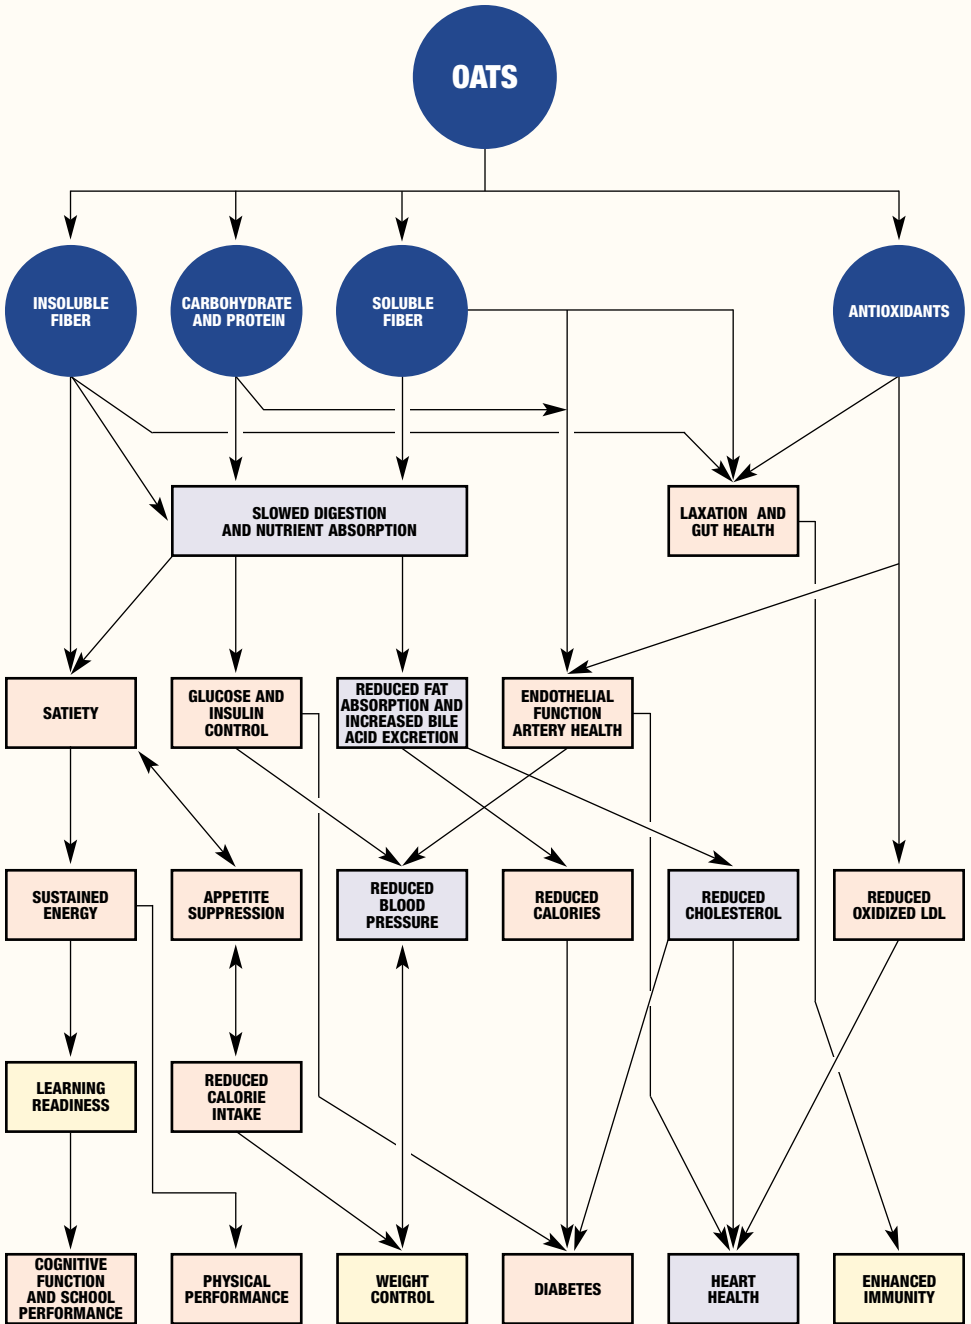 OATS
INSOLUBLE
FIBER
CARBOHYDRATE
AND PROTEIN
SOLUBLE
FIBER
ANTIOXIDANTS
SLOWED DIGESTION
AND NUTRIENT ABSORPTION
LAXATION AND
GUT HEALTH
SATIETY
GLUCOSE AND
INSULIN
CONTROL
REDUCED FAT
ABSORPTION AND
INCREASED BILE
ACID EXCRETION
ENDOTHELIAL
FUNCTION
ARTERY HEALTH
SUSTAINED
ENERGY
APPETITE
SUPPRESSION
REDUCED
BLOOD
PRESSURE
REDUCED
CALORIES
REDUCED
CHOLESTEROL
REDUCED
OXIDIZED LDL
LEARNING
READINESS
REDUCED
CALORIE
INTAKE
COGNITIVE
FUNCTION
AND SCHOOL
PERFORMANCE
PHYSICAL
PERFORMANCE
WEIGHT
CONTROL
DIABETES
HEART
HEALTH
ENHANCED
IMMUNITY